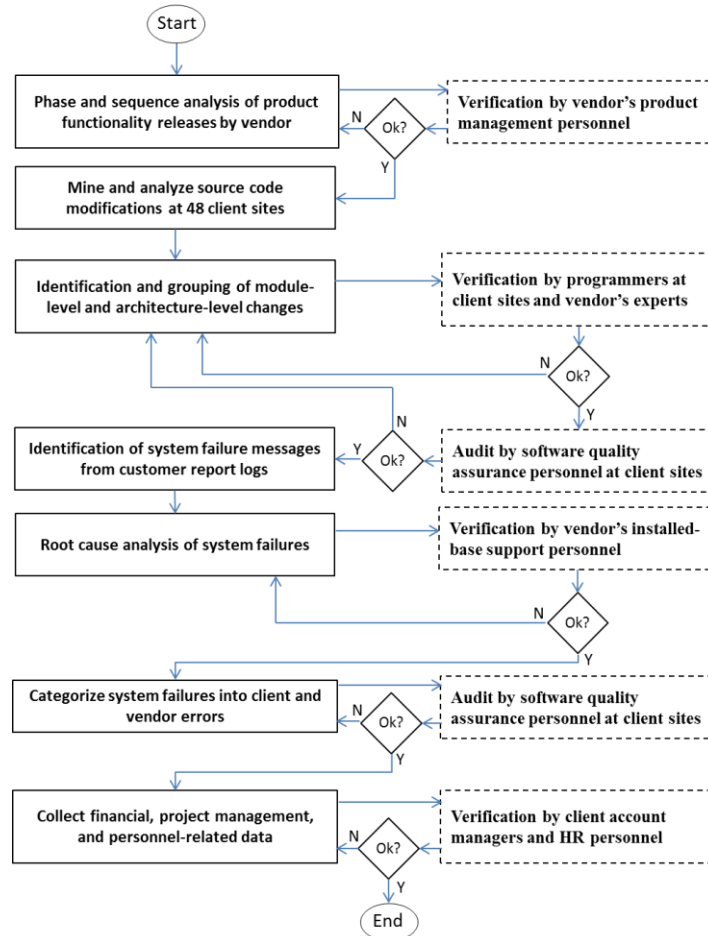 Start
Phase and sequence analysis of product
functionality releases by vendor
Verification by vendor's product
management personnel
N
Ok?
Y
Mine and analyze source code
modifications at 48 client sites
Identification and grouping of module-
level and architecture-level changes
Verification by programmers at
client sites and vendor's experts
N
Ok?
Y
Identification of system failure messages
from customer report logs
Y
Ok?
N
Audit by software quality
assurance personnel at client sites
Root cause analysis of system failures
Verification by vendor's installed-
base support personnel
N
Ok?
Y
Categorize system failures into client and
vendor errors
N
Ok?
Y
Audit by software quality
assurance personnel at client sites
Collect financial, project management,
and personnel-related data
N
Ok?
Y
Verification by client account
managers and HR personnel
End